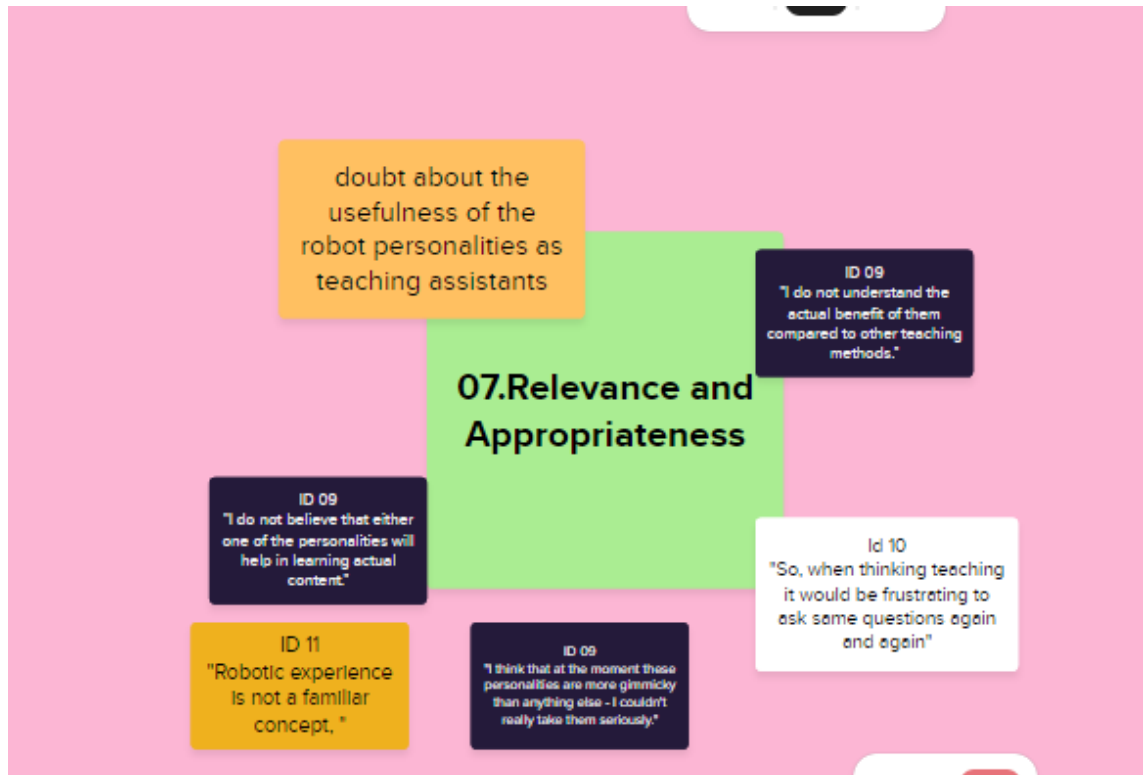 doubt about the
usefulness of the
robot personalities as
teaching assistants
ID 09
"I do not understand the
actual benefit of them
compared to other teaching
methods."
07.Relevance and
Appropriateness
ID 09
"I do not believe that either
one of the personalities will
help in learning actual
content."
Id 10
"So, when thinking teaching
it would be frustrating to
ask same questions again
and again"
ID 11
"Robotic experience
is not a familiar
concept, "
ID 09
"I think that at the moment these
personalities are more gimmicky
than anything else - I couldn't
really take them seriously."